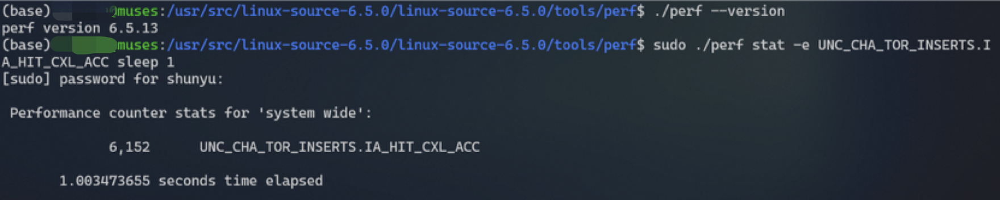 (base) @muses:/usr/src/linux-source-6.5.0/linux-source-6.5.0/tools/perf$ ./perf --version
perf version 6.5.13
(base) muses:/usr/src/linux-source-6.5.0/linux-source-6.5.0/tools/perf$ sudo ./perf stat -e UNC_CHA_TOR_INSERTS.I
A_HIT_CXL_ACC sleep 1
[sudo] password for shunyu:
Performance counter stats for 'system wide':
6,152 UNC_CHA_TOR_INSERTS.IA_HIT_CXL_ACC
1.003473655 seconds time elapsed